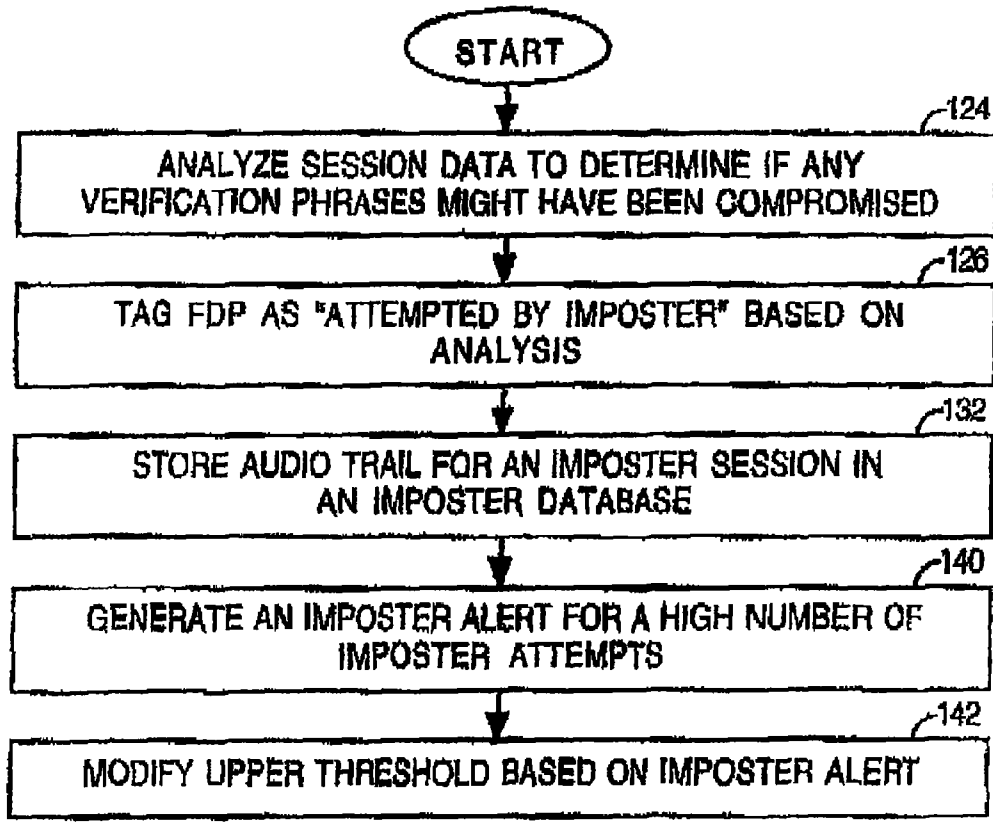 START
124
ANALYZE SESSION DATA TO DETERMINE IF ANY
VERIFICATION PHRASES MIGHT HAVE BEEN COMPROMISED
126
TAG FDP AS "ATTEMPTED BY IMPOSTER" BASED ON
ANALYSIS
132
STORE AUDIO TRAIL FOR AN IMPOSTER SESSION IN
AN IMPOSTER DATABASE
140
GENERATE AN IMPOSTER ALERT FOR A HIGH NUMBER OF
IMPOSTER ATTEMPTS
142
MODIFY UPPER THRESHOLD BASED ON IMPOSTER ALERT